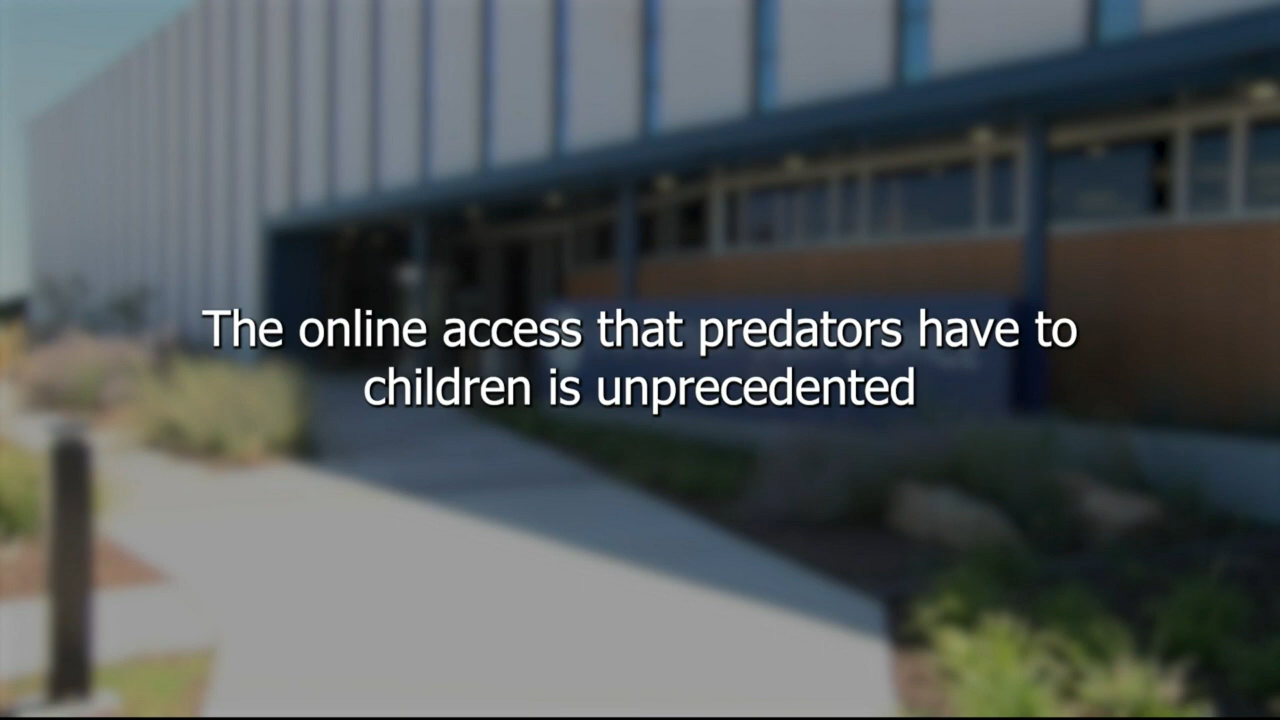 The online access that predators have to
children is unprecedented